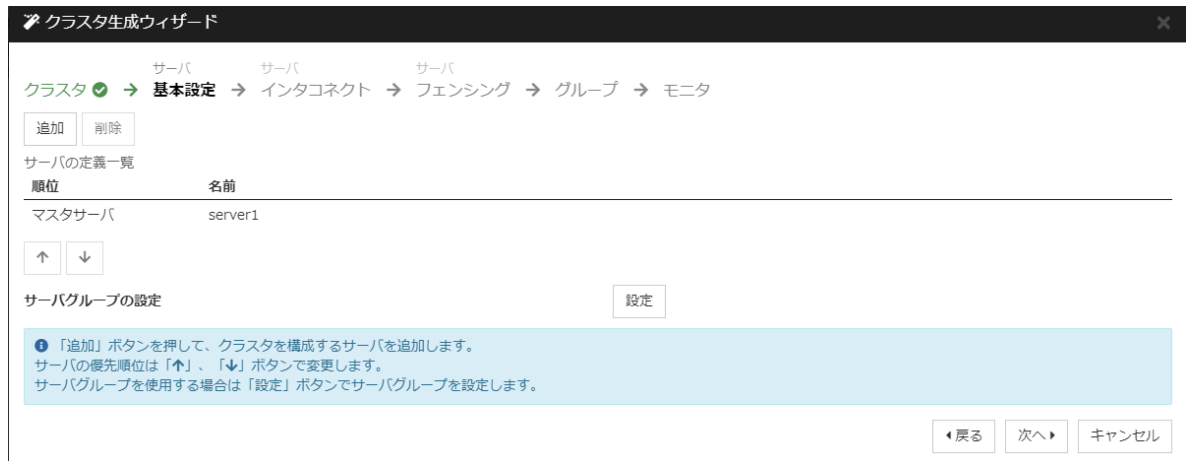 クラスタ生成ウィザード
サーバ サーバ サーバ
クラスタ → 基本設定 → インタコネクト → フェンシング → グループ → モニタ
追加 削除
サーバの定義一覧
順位 名前
マスタサーバ server1
↑ ↓
サーバグループの設定 設定
「追加」ボタンを押して、クラスタを構成するサーバを追加します。
サーバの優先順位は「↑」、「↓」ボタンで変更します。
サーバグループを使用する場合は「設定」ボタンでサーバグループを設定します。
戻る 次へ キャンセル